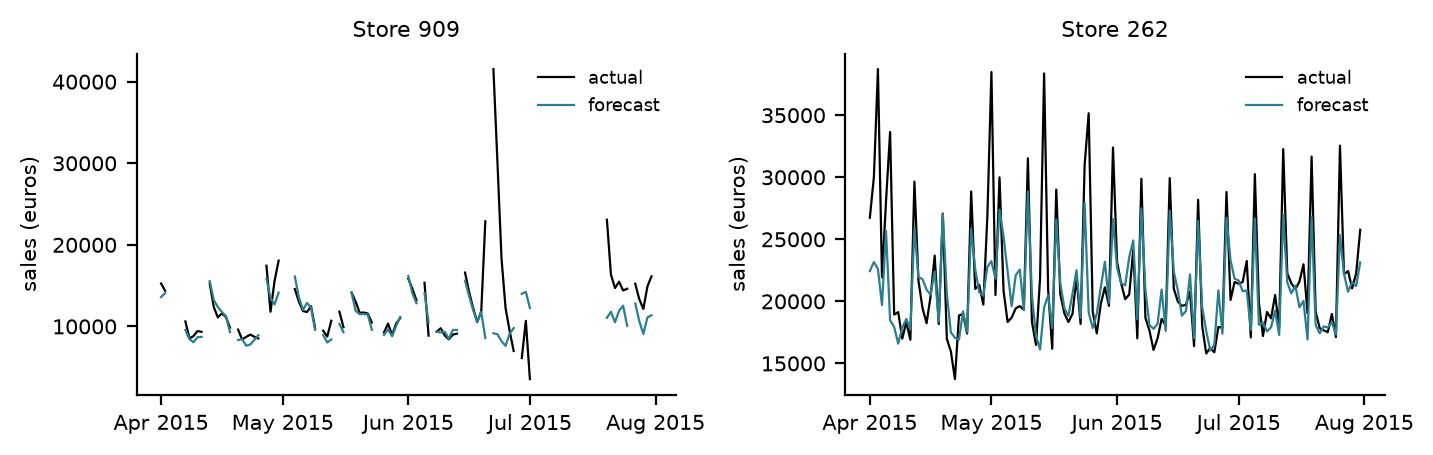 Store 909
sales (euros)
40000
30000
20000
10000
actual
forecast
Apr 2015 May 2015 Jun 2015 Jul 2015 Aug 2015
Store 262
sales (euros)
35000
30000
25000
20000
15000
actual
forecast
Apr 2015 May 2015 Jun 2015 Jul 2015 Aug 2015